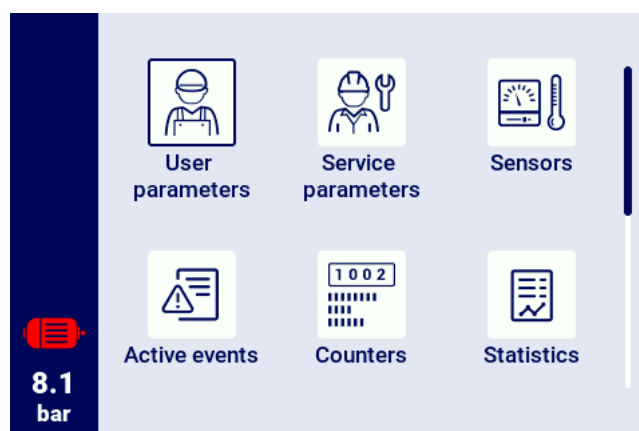 User
parameters
Service
parameters
Sensors
Active events
1002
Counters
Statistics
8.1
bar